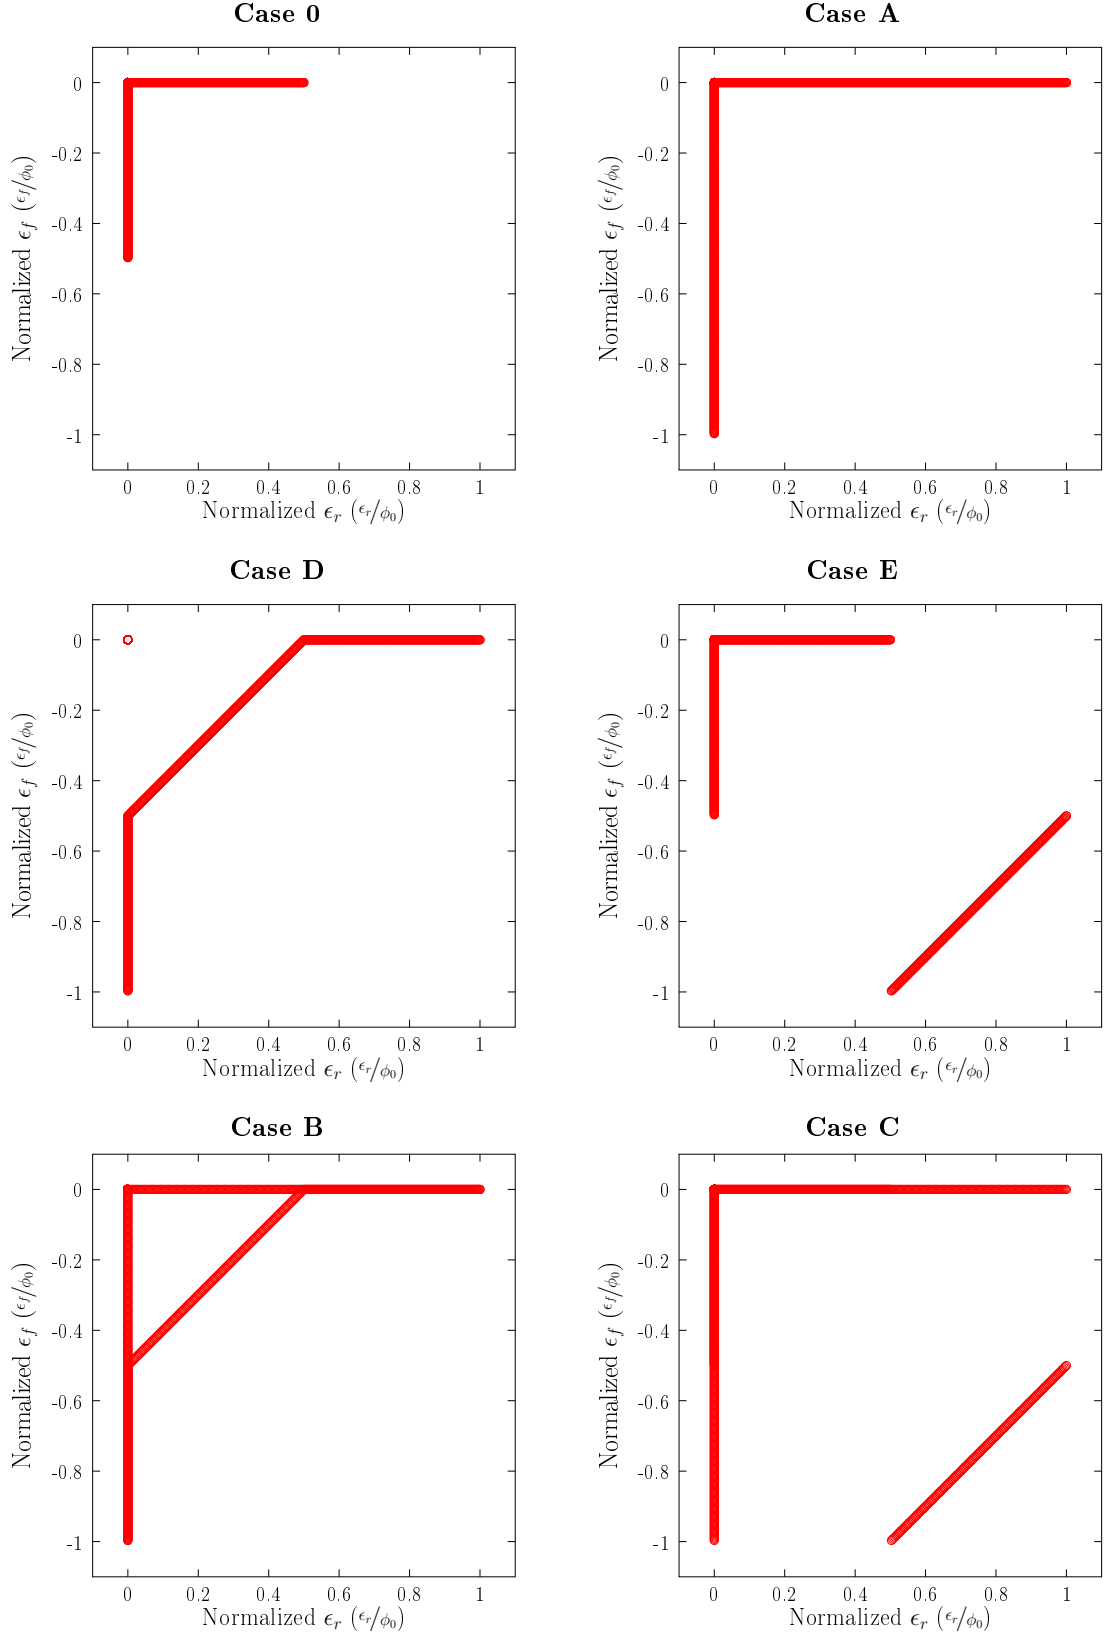 Case 0
0
-0.2
-0.4
-0.6
-0.8
-1
Normalized ϵf (ϵf/ϕ0)
0 0.2 0.4 0.6 0.8 1
Normalized ϵr (ϵr/ϕ0)
Case A
0
-0.2
-0.4
-0.6
-0.8
-1
Normalized ϵf (ϵf/ϕ0)
0 0.2 0.4 0.6 0.8 1
Normalized ϵr (ϵr/ϕ0)
Case D
0
-0.2
-0.4
-0.6
-0.8
-1
Normalized ϵf (ϵf/ϕ0)
0 0.2 0.4 0.6 0.8 1
Normalized ϵr (ϵr/ϕ0)
Case E
0
-0.2
-0.4
-0.6
-0.8
-1
Normalized ϵf (ϵf/ϕ0)
0 0.2 0.4 0.6 0.8 1
Normalized ϵr (ϵr/ϕ0)
Case B
0
-0.2
-0.4
-0.6
-0.8
-1
Normalized ϵf (ϵf/ϕ0)
0 0.2 0.4 0.6 0.8 1
Normalized ϵr (ϵr/ϕ0)
Case C
0
-0.2
-0.4
-0.6
-0.8
-1
Normalized ϵf (ϵf/ϕ0)
0 0.2 0.4 0.6 0.8 1
Normalized ϵr (ϵr/ϕ0)